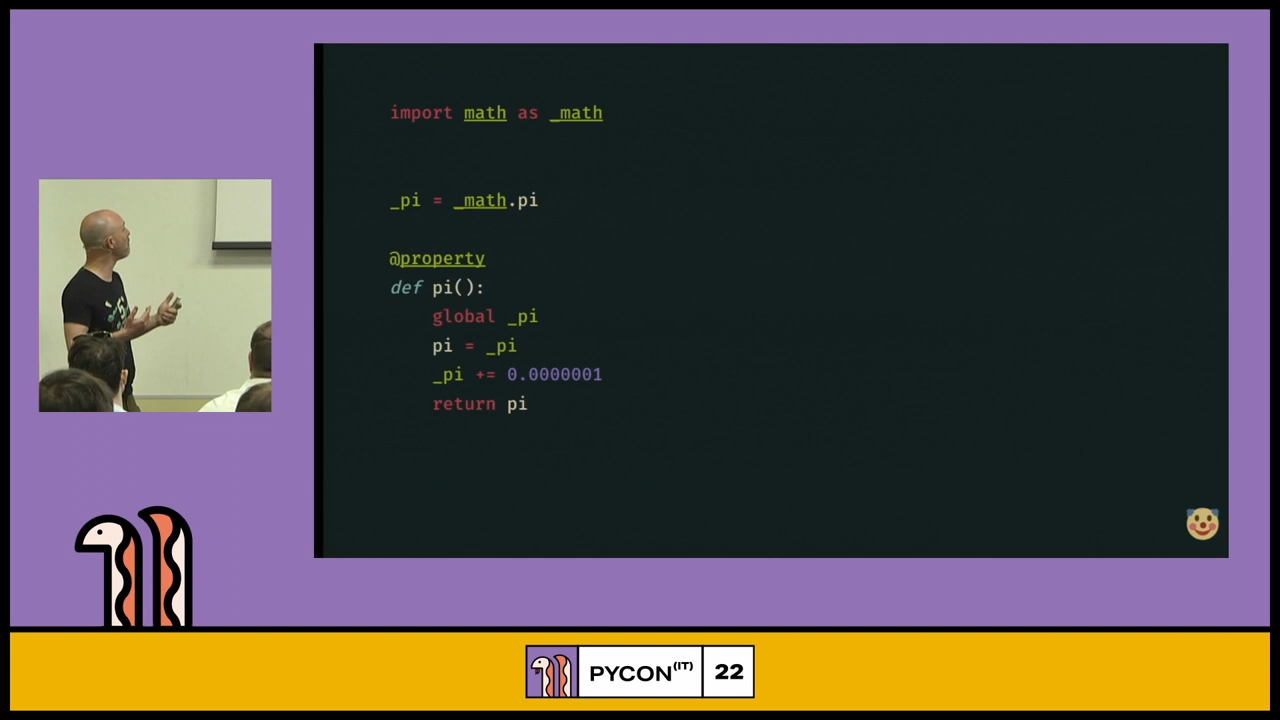 import math as _math
_pi = _math.pi
@property
def pi():
    global _pi
    pi = _pi
    _pi += 0.0000001
    return pi
PYCON(IT) 22